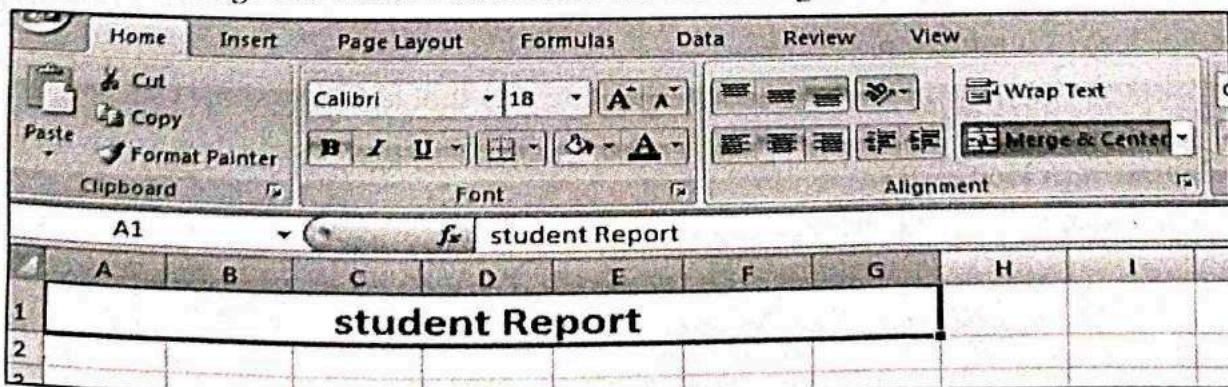 Home Insert Page Layout Formulas Data Review View
Cut
Calibri 18 A A Wrap Text
Copy
Paste
Format Painter B I U A Merge & Center
Clipboard Font Alignment
A1 fx student Report
A B C D E F G H I
1 student Report
2